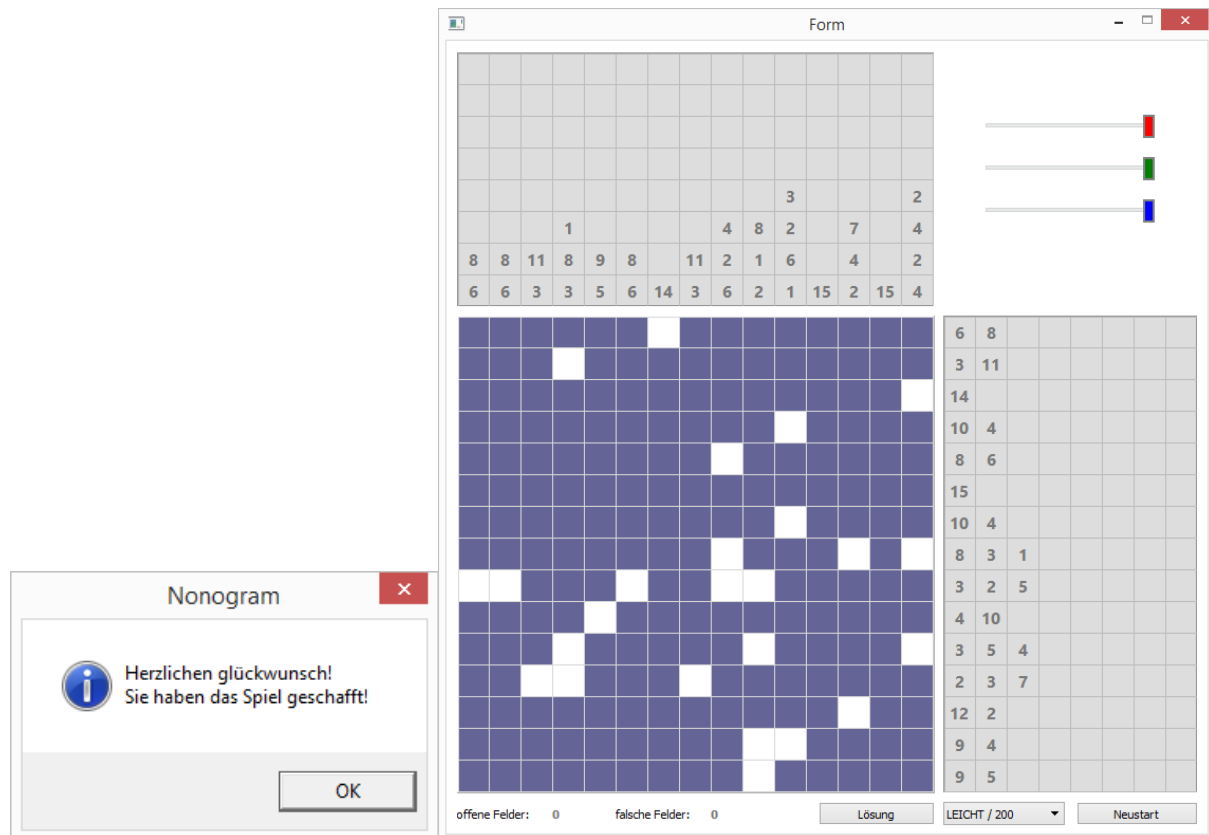 Form
3 2
1 4 8 2 7 4
8 8 11 8 9 8 11 2 1 6 4 2
6 6 3 3 5 6 14 3 6 2 1 15 2 15 4
6 8
3 11
14
10 4
8 6
15
10 4
8 3 1
3 2 5
4 10
3 5 4
2 3 7
12 2
9 4
9 5
offene Felder: 0 falsche Felder: 0 Lösung LEICHT / 200 Neustart
Nonogram
Herzlichen glückwunsch!
Sie haben das Spiel geschafft!
OK